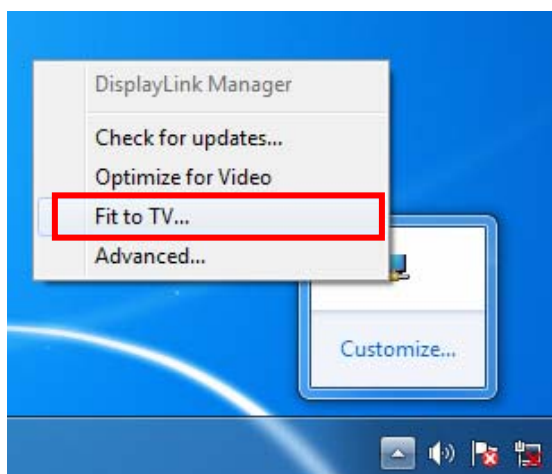 DisplayLink Manager
Check for updates...
Optimize for Video
Fit to TV...
Advanced...
Customize...